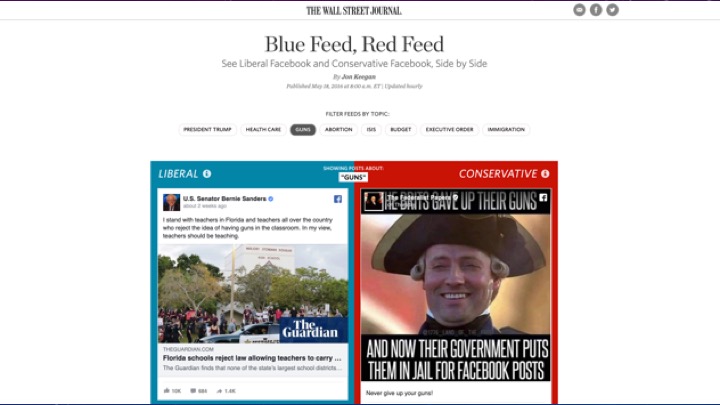 THE WALL STREET JOURNAL.
Blue Feed, Red Feed
See Liberal Facebook and Conservative Facebook, Side by Side
By Jon Keegan
Published May 18, 2016 at 8:00 a.m. ET | Updated hourly
FILTER FEEDS BY TOPIC:
PRESIDENT TRUMP HEALTH CARE GUNS ABORTION ISIS BUDGET EXECUTIVE ORDER IMMIGRATION
LIBERAL
SHOWING POSTS ABOUT:
"GUNS"
CONSERVATIVE
U.S. Senator Bernie Sanders
about 2 weeks ago
I stand with teachers in Florida and teachers all over the country
who reject the idea of having guns in the classroom. In my view,
teachers should be teaching.
The
Guardian
THEGUARDIAN.COM
Florida schools reject law allowing teachers to carry ...
The Guardian finds that none of the state's largest school districts...
10K 684 1.4K
The Federalist Papers
THE BRITS GAVE UP THEIR GUNS
AND NOW THEIR GOVERNMENT PUTS
THEM IN JAIL FOR FACEBOOK POSTS
Never give up your guns!